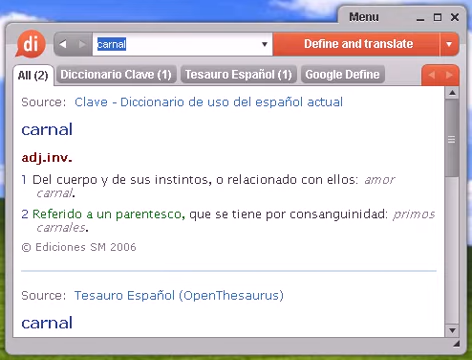 Menu
di
carnal
Define and translate
All (2)
Diccionario Clave (1)
Tesauro Español (1)
Google Define
Source: Clave - Diccionario de uso del español actual
carnal
adj.inv.
1 Del cuerpo y de sus instintos, o relacionado con ellos: amor
carnal.
2 Referido a un parentesco, que se tiene por consanguinidad: primos
carnales.
© Ediciones SM 2006
Source: Tesauro Español (OpenThesaurus)
carnal